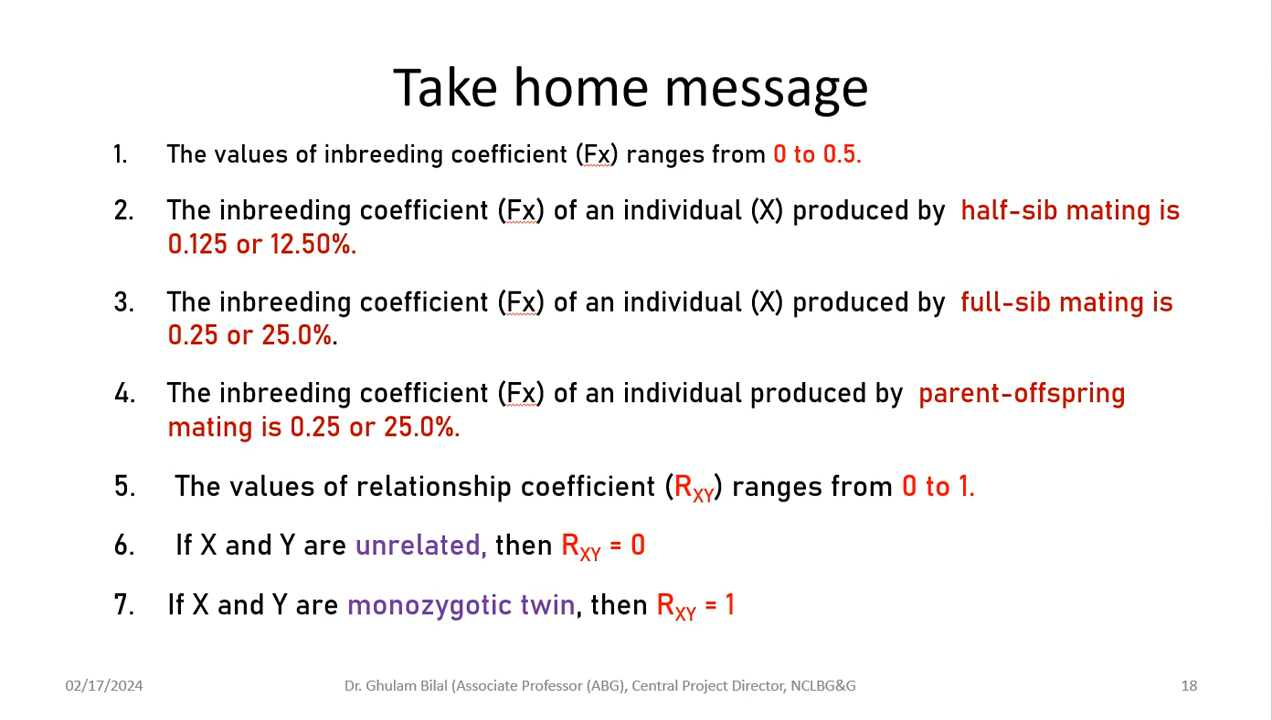 Take home message
1. The values of inbreeding coefficient (Fx) ranges from 0 to 0.5.
2. The inbreeding coefficient (Fx) of an individual (X) produced by half-sib mating is
0.125 or 12.50%.
3. The inbreeding coefficient (Fx) of an individual (X) produced by full-sib mating is
0.25 or 25.0%.
4. The inbreeding coefficient (Fx) of an individual produced by parent-offspring
mating is 0.25 or 25.0%.
5. The values of relationship coefficient (RXY) ranges from 0 to 1.
6. If X and Y are unrelated, then RXY = 0
7. If X and Y are monozygotic twin, then RXY = 1
02/17/2024 Dr. Ghulam Bilal (Associate Professor (ABG), Central Project Director, NCLBG&G 18